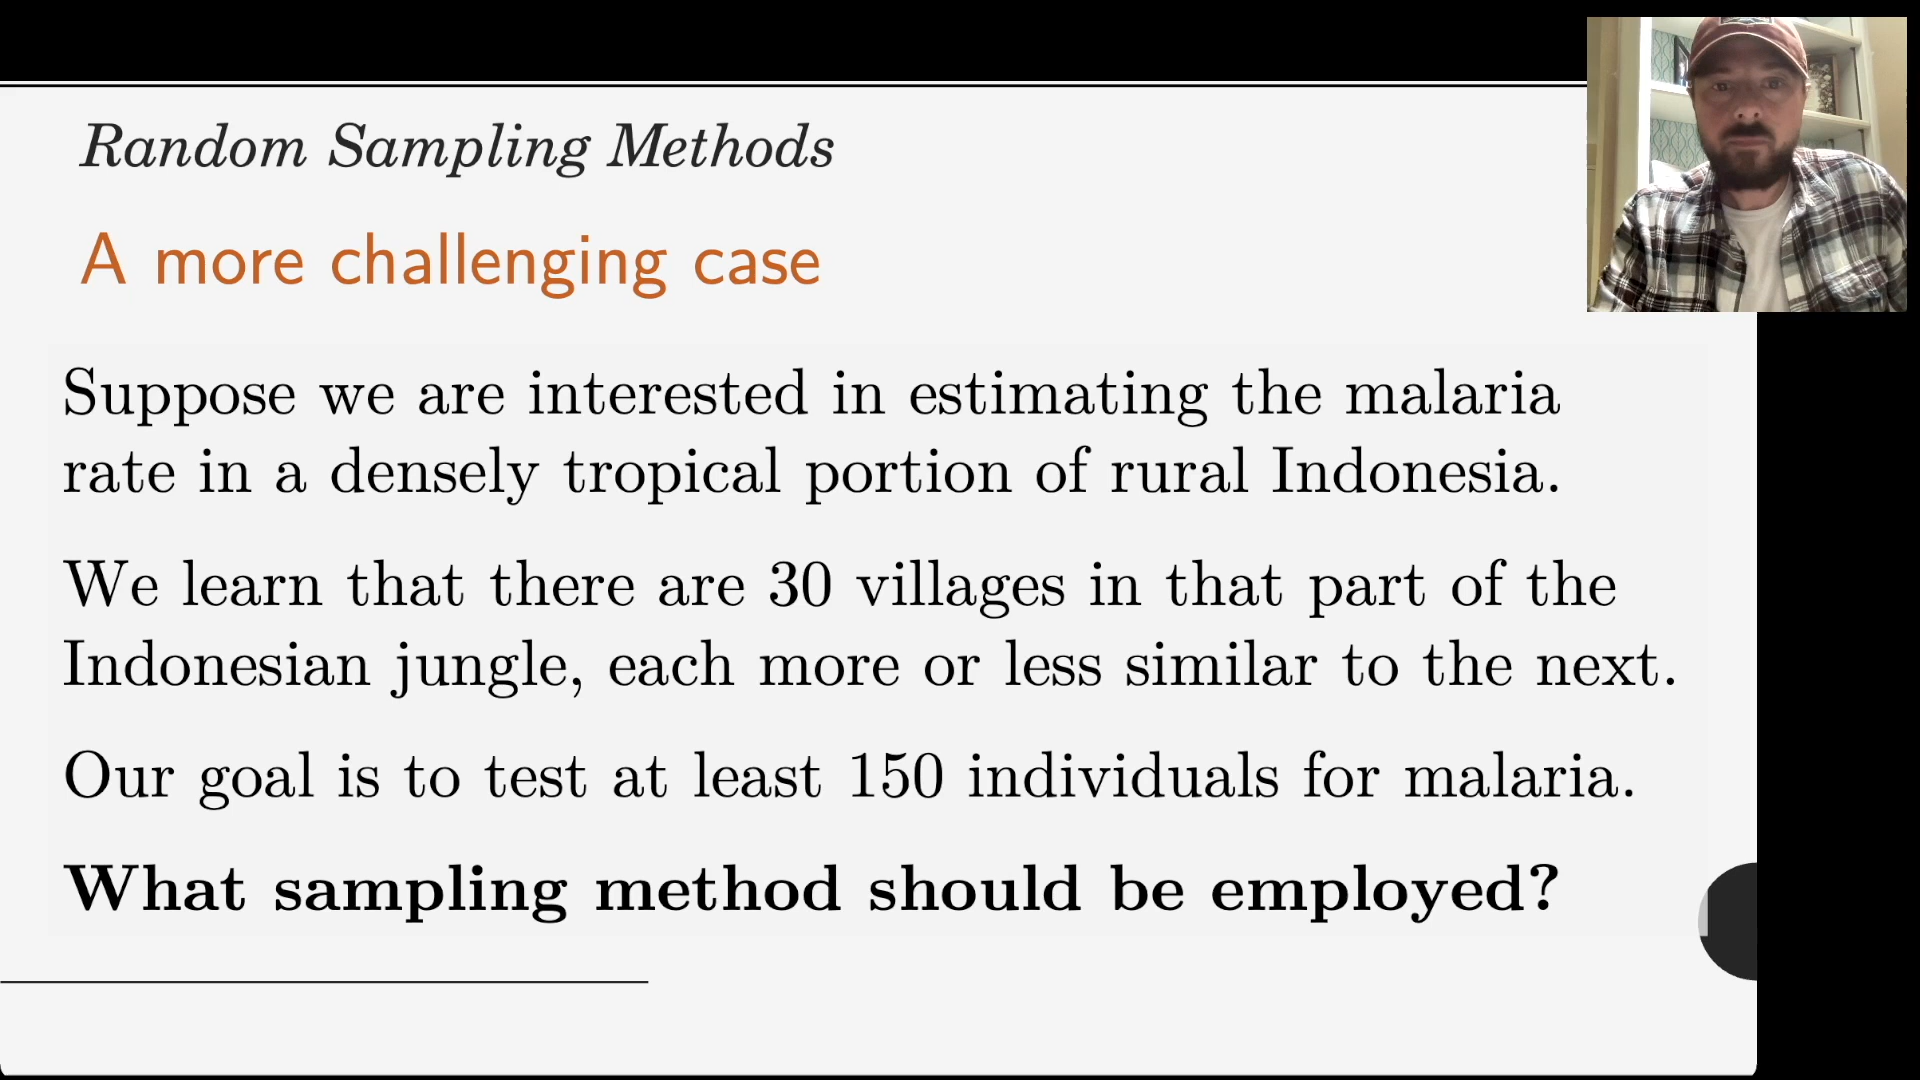 Random Sampling Methods
A more challenging case
Suppose we are interested in estimating the malaria
rate in a densely tropical portion of rural Indonesia.
We learn that there are 30 villages in that part of the
Indonesian jungle, each more or less similar to the next.
Our goal is to test at least 150 individuals for malaria.
What sampling method should be employed?